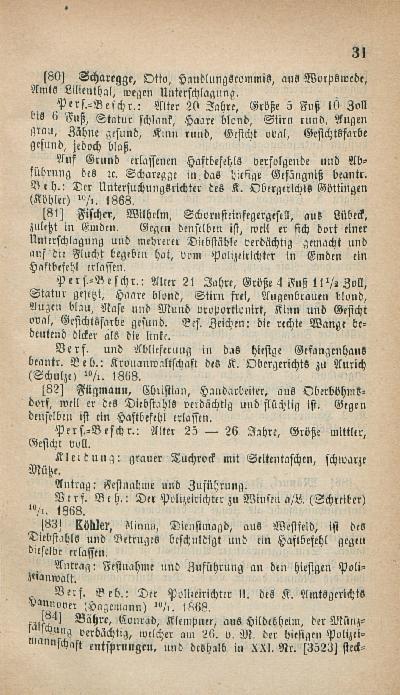 31
[80] Scharegge, Otto, Handlungscommis, aus Worpswede,
Amts Lilienthal, wegen Unterschlagung.
Pers.-Beschr.: Alter 20 Jahre, Größe 5 Fuß 10 Zoll
bis 6 Fuß, Statur schlank, Haare blond, Stirn rund, Augen
grau, Zähne gesund, Kinn rund, Gesicht oval, Gesichtsfarbe
gesund, jedoch blaß.
Auf Grund erlassenen Haftbefehls verfolgende und Ab-
führung des ꝛc. Scharegge in das hiesige Gefängniß beantr.
Beh.: Der Untersuchungsrichter des K. Obergerichts Göttingen
(Köhler) 10/1. 1868.
[81] Fischer, Wilhelm, Schornsteinfegergesell, aus Lübeck,
zuletzt in Emden. Gegen denselben ist, weil er sich dort einer
Unterschlagung und mehrerer Diebstähle verdächtig gemacht und
auf die Flucht begeben hat, vom Polizeirichter in Emden ein
Haftbefehl erlassen.
Pers.-Beschr.: Alter 21 Jahre, Größe 4 Fuß 11½ Zoll,
Statur gesetzt, Haare blond, Stirn frei, Augenbrauen blond,
Augen blau, Nase und Mund proportionirt, Kinn und Gesicht
oval, Gesichtsfarbe gesund. Bes. Zeichen: die rechte Wange be-
deutend dicker als die linke.
Verf. und Ablieferung in das hiesige Gefangenhaus
beantr. Beh.: Kronanwaltschaft des K. Obergerichts zu Aurich
(Schulze) 10/1. 1868.
[82] Fügmann, Christian, Handarbeiter, aus Oberböhms-
dorf, weil er des Diebstahls verdächtig und flüchtig ist. Gegen
denselben ist ein Haftbefehl erlassen.
Pers.-Beschr.: Alter 25 — 26 Jahre, Größe mittler,
Gesicht voll.
Kleidung: grauer Tuchrock mit Seitentaschen, schwarze
Mütze.
Antrag: Festnahme und Zuführung.
Verf. Beh.: Der Polizeirichter zu Winsen a/L. (Schreiber)
10/1. 1868.
[83] Köhler, Minna, Dienstmagd, aus Westfeld, ist des
Diebstahls und Betruges beschuldigt und ein Haftbefehl gegen
dieselbe erlassen.
Antrag: Festnahme und Zuführung an den hiesigen Poli-
zeianwalt.
Verf. Beh.: Der Polizeirichter II. des K. Amtsgerichts
Hannover (Hagemann) 10/1. 1868.
[84] Bähre, Conrad, Klempner, aus Hildesheim, der Münz-
fälschung verdächtig, welcher am 26. v. M. der hiesigen Polizei-
mannschaft entsprungen, und deshalb in XXI. Nr. [3523] steck-